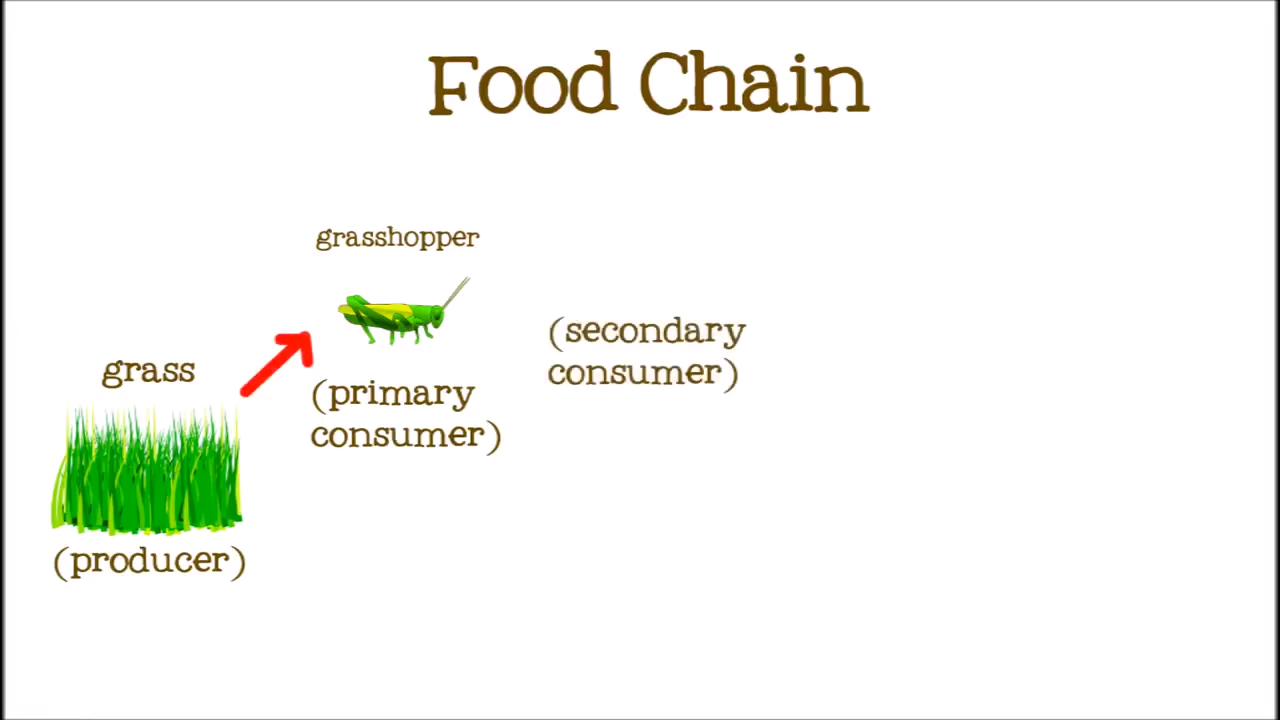 Food Chain
grasshopper
(secondary
consumer)
grass
(primary
consumer)
(producer)